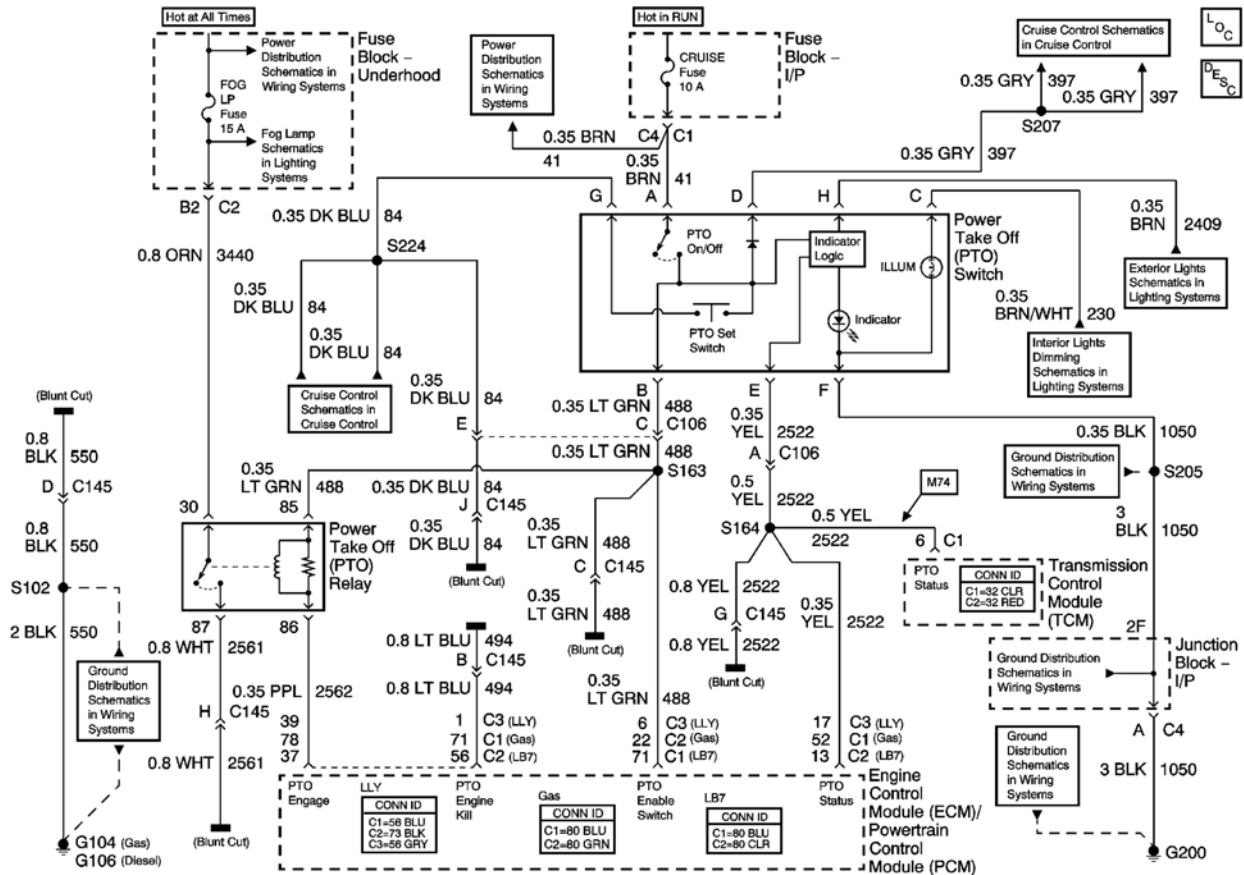 Hot at All Times
Hot in RUN
Power
Distribution
Schematics in
Wiring Systems
FOG
LP
Fuse
15 A
Fog Lamp
Schematics
in Lighting
Systems
Fuse
Block –
Underhood
Power
Distribution
Schematics
in Wiring
Systems
CRUISE
Fuse
10 A
Fuse
Block –
I/P
Cruise Control Schematics
in Cruise Control
LOC
DESC
0.35 GRY 397
0.35 GRY 397
S207
0.35 GRY 397
0.35 BRN
41
C4 C1
0.35
BRN 41
B2 C2
0.35 DK BLU 84
G A D H C
0.35
BRN 2409
0.8 ORN 3440
S224
PTO
On/Off
Indicator
Logic
ILLUM
Power
Take Off
(PTO)
Switch
Exterior Lights
Schematics in
Lighting Systems
0.35
DK BLU 84
0.35
DK BLU 84
PTO Set
Switch
Indicator
0.35
BRN/WHT 230
Interior Lights
Dimming
Schematics in
Lighting Systems
Cruise Control
Schematics in
Cruise Control
0.35
DK BLU 84
E
B E F
0.35 LT GRN 488
C C106
0.35 LT GRN 488
S163
0.35
YEL 2522
A C106
0.5
YEL 2522
0.35 BLK 1050
Ground Distribution
Schematics in
Wiring Systems
S205
3
BLK 1050
(Blunt Cut)
0.8
BLK 550
D C145
0.8
BLK 550
S102
2 BLK 550
Ground
Distribution
Schematics
in Wiring
Systems
G104 (Gas)
G106 (Diesel)
0.35
LT GRN 488
30 85
Power
Take Off
(PTO)
Relay
87 86
0.35 DK BLU 84
J C145
0.35
DK BLU 84
(Blunt Cut)
0.35
LT GRN 488
C C145
0.35
LT GRN 488
(Blunt Cut)
M74
S164
0.5 YEL
2522
6 C1
PTO
Status
CONN ID
C1=32 CLR
C2=32 RED
Transmission
Control
Module
(TCM)
0.8 YEL 2522
G C145
0.8 YEL 2522
(Blunt Cut)
0.35
YEL 2522
2F
Ground Distribution
Schematics in
Wiring Systems
Junction
Block –
I/P
A C4
Ground
Distribution
Schematics
in Wiring
Systems
3 BLK 1050
G200
0.8 WHT 2561
H C145
0.8 WHT 2561
(Blunt Cut)
0.35 PPL 2562
39
78
37
0.8 LT BLU 494
B C145
0.8 LT BLU 494
1 C3 (LLY)
71 C1 (Gas)
56 C2 (LB7)
0.35
LT GRN 488
6 C3 (LLY)
22 C2 (Gas)
71 C1 (LB7)
17 C3 (LLY)
52 C1 (Gas)
13 C2 (LB7)
PTO
Engage
LLY
CONN ID
C1=58 BLU
C2=73 BLK
C3=56 GRY
PTO
Engine
Kill
Gas
CONN ID
C1=80 BLU
C2=80 GRN
PTO
Enable
Switch
LB7
CONN ID
C1=80 BLU
C2=80 CLR
PTO
Status
Engine
Control
Module (ECM)/
Powertrain
Control
Module (PCM)